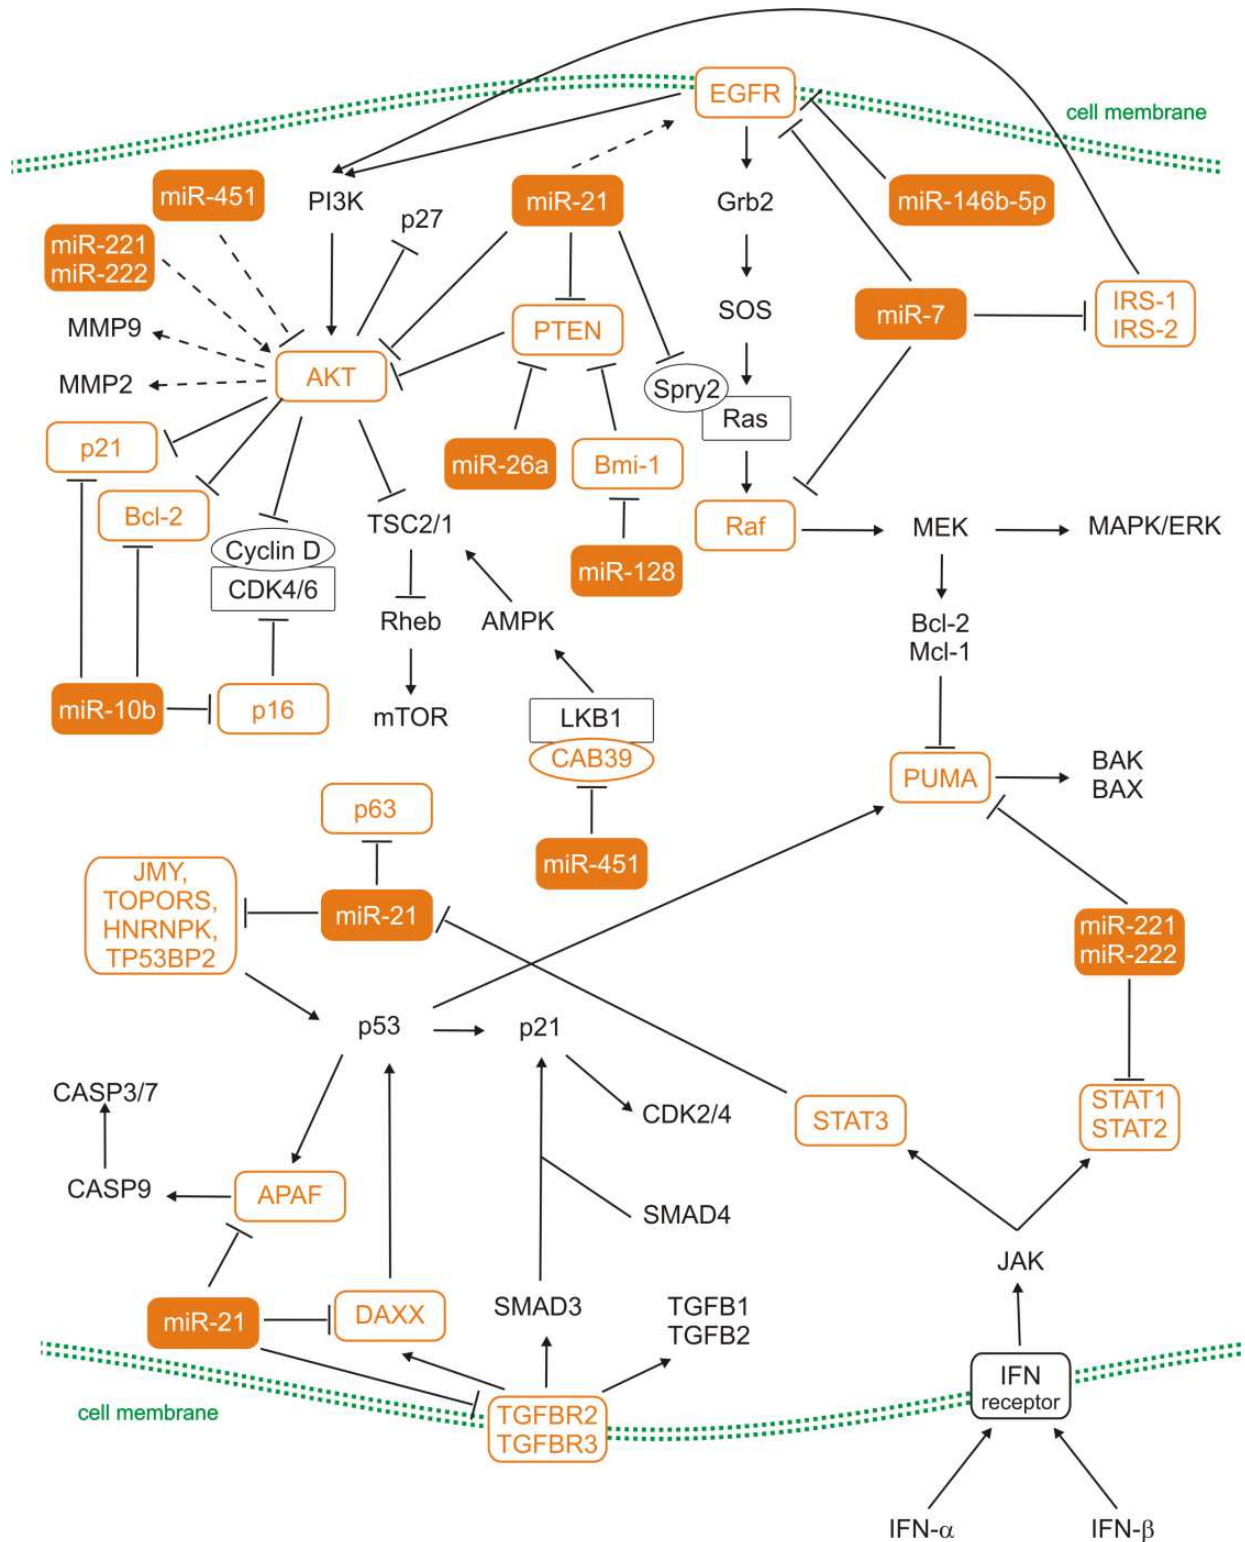 EGFR
cell membrane
miR-451
PI3K
miR-21
Grb2
miR-146b-5p
p27
miR-221
miR-222
MMP9
SOS
miR-7
IRS-1
IRS-2
PTEN
MMP2
AKT
Spry2
Ras
p21
miR-26a
Bmi-1
Bcl-2
TSC2/1
Raf
MEK
MAPK/ERK
Cyclin D
CDK4/6
miR-128
Rheb
AMPK
Bcl-2
Mcl-1
miR-10b
p16
mTOR
LKB1
CAB39
PUMA
BAK
BAX
p63
miR-451
JMY,
TOPORS,
HNRNPK,
TP53BP2
miR-21
miR-221
miR-222
p53
p21
CASP3/7
CDK2/4
STAT3
STAT1
STAT2
CASP9
APAF
SMAD4
JAK
miR-21
DAXX
SMAD3
TGFB1
TGFB2
cell membrane
TGFBR2
TGFBR3
IFN
receptor
IFN-α
IFN-β